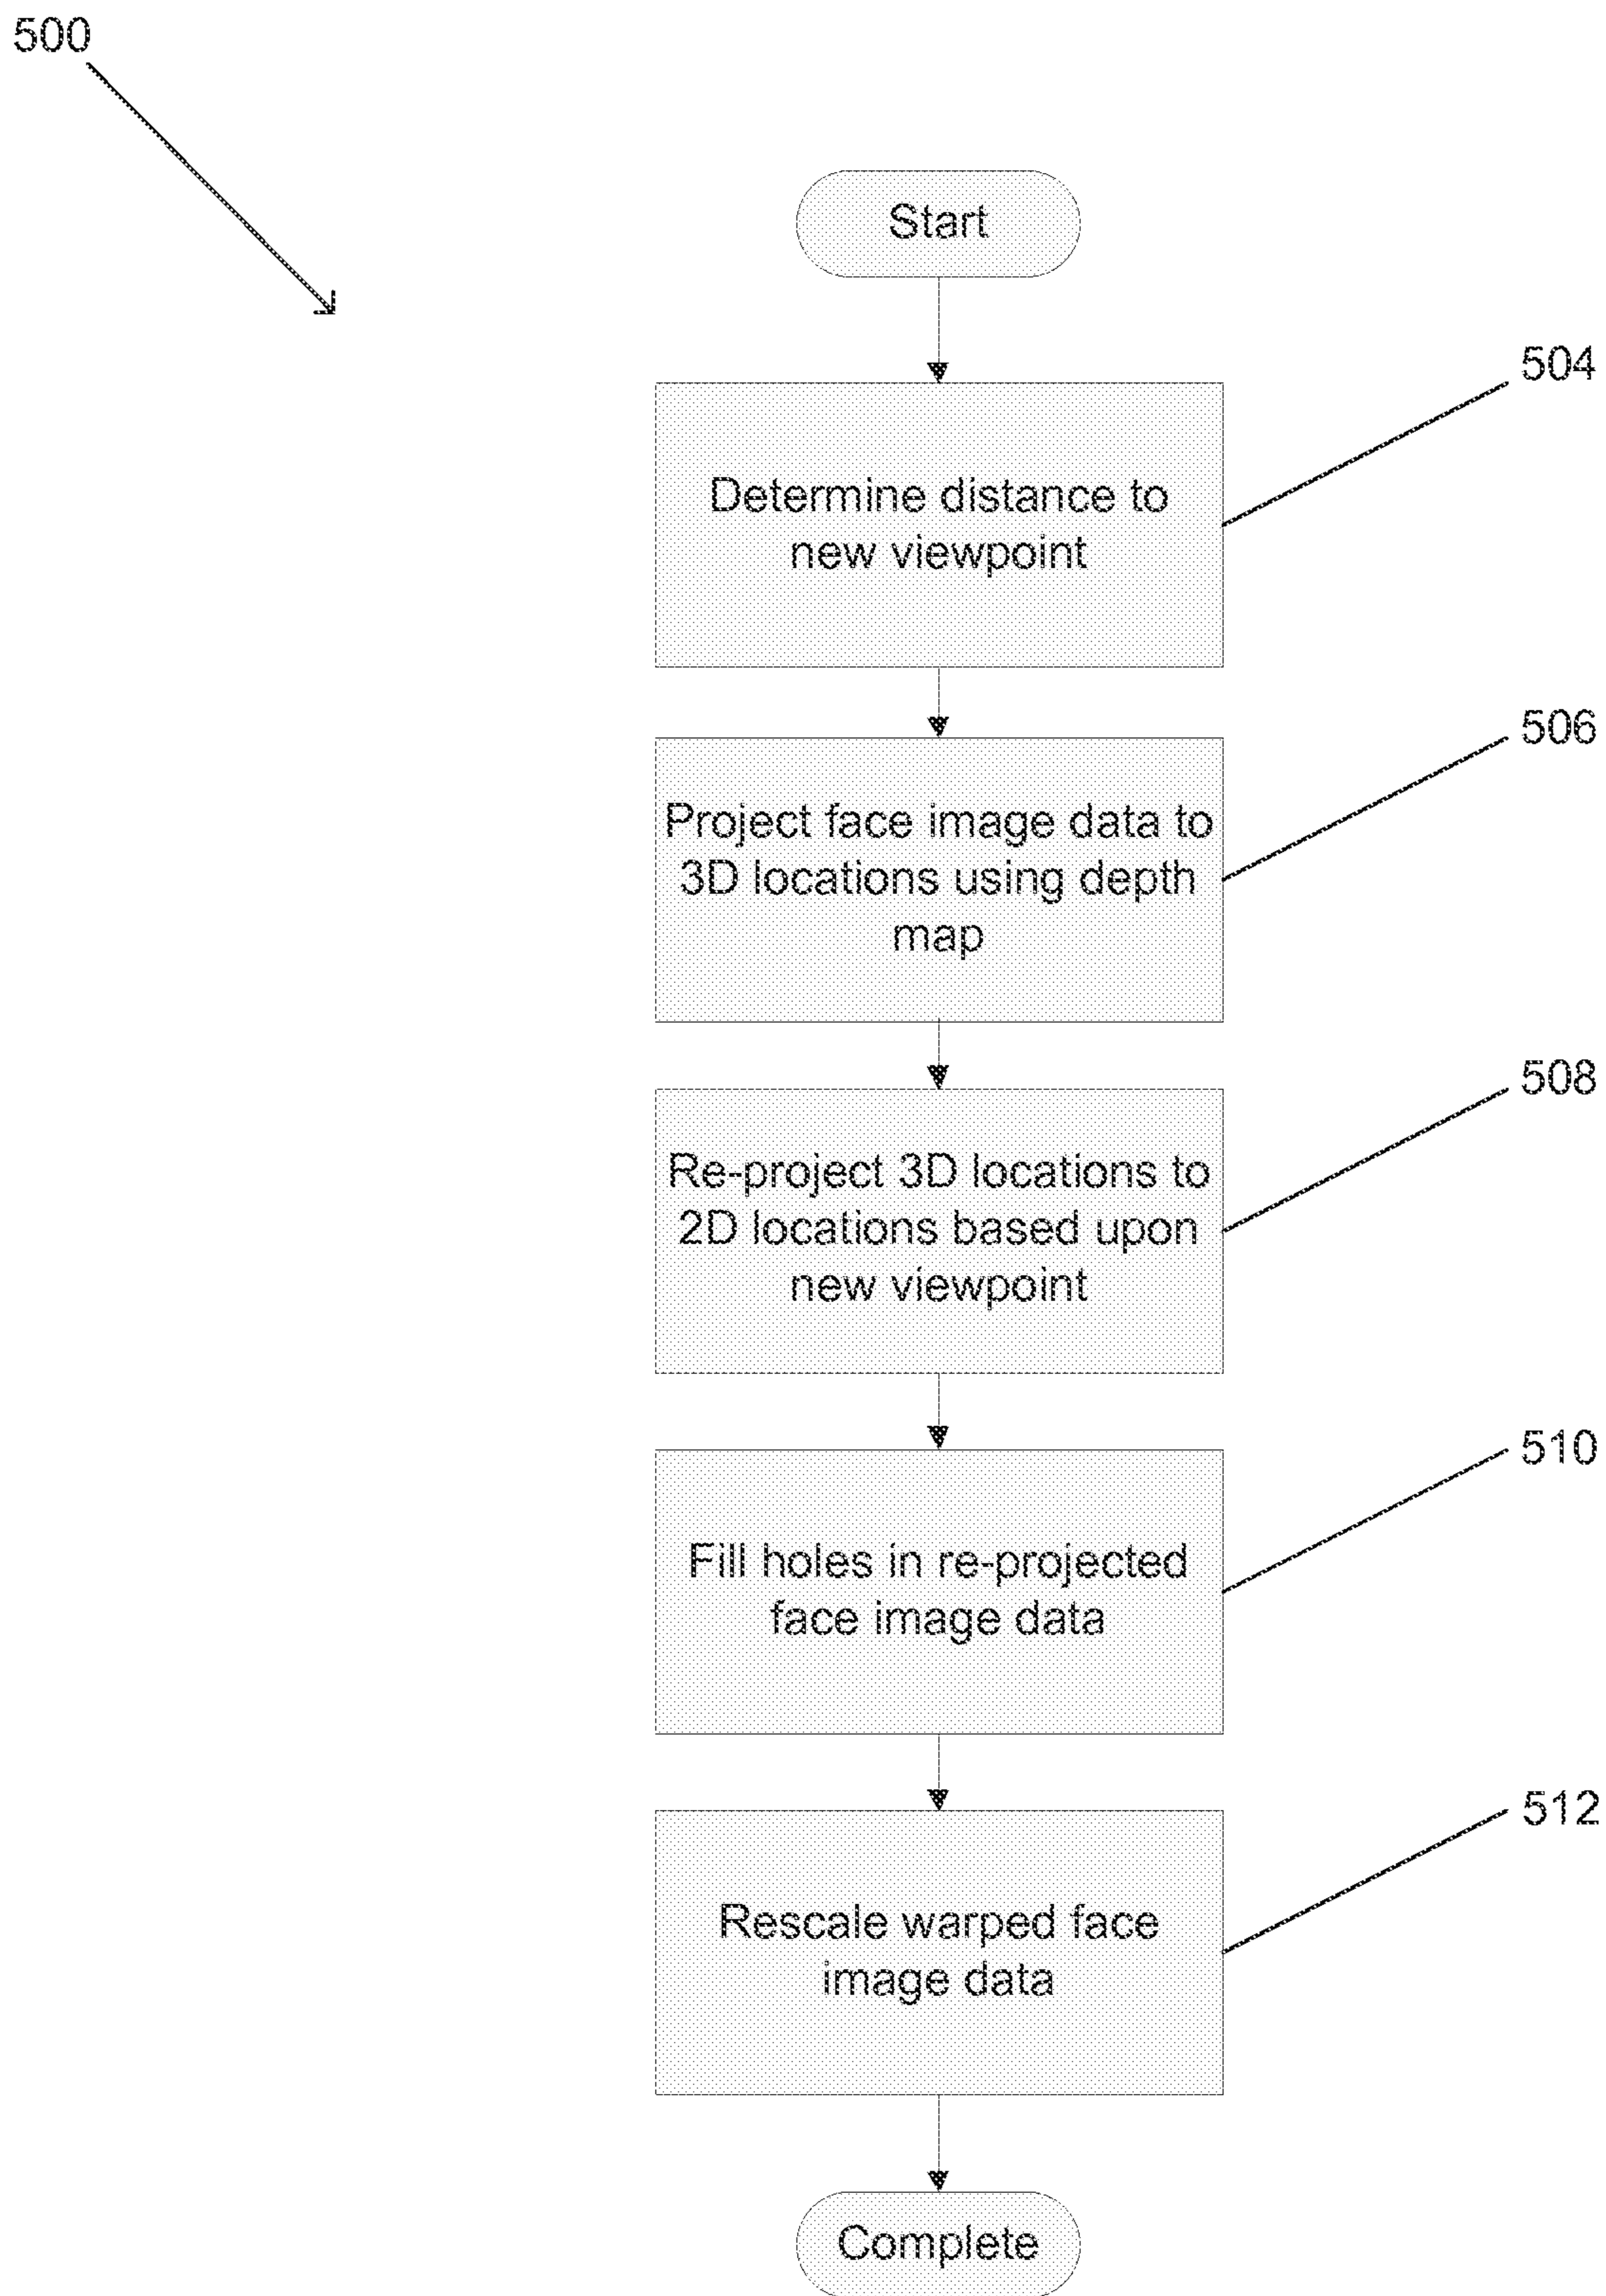 500
Start
504
Determine distance to
new viewpoint
506
Project face image data to
3D locations using depth
map
508
Re-project 3D locations to
2D locations based upon
new viewpoint
510
Fill holes in re-projected
face image data
512
Rescale warped face
image data
Complete